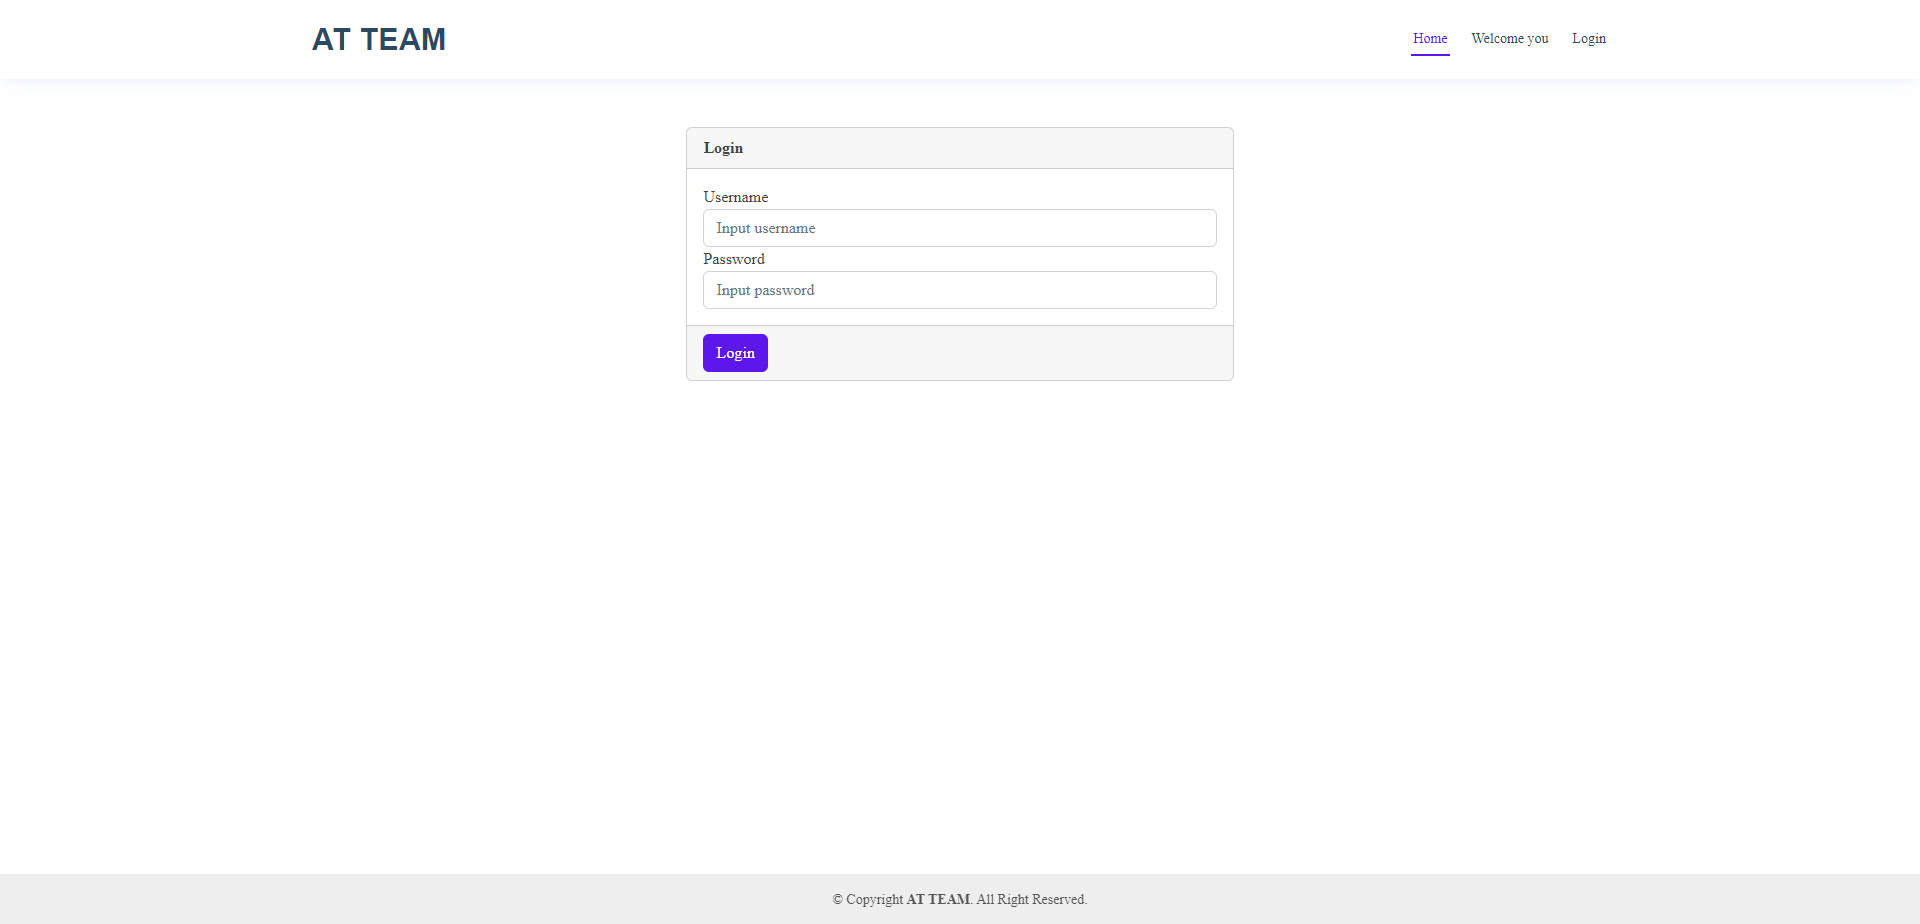 AT TEAM
Home Welcome you Login
Login
Username
Input username
Password
Input password
Login
© Copyright AT TEAM. All Right Reserved.